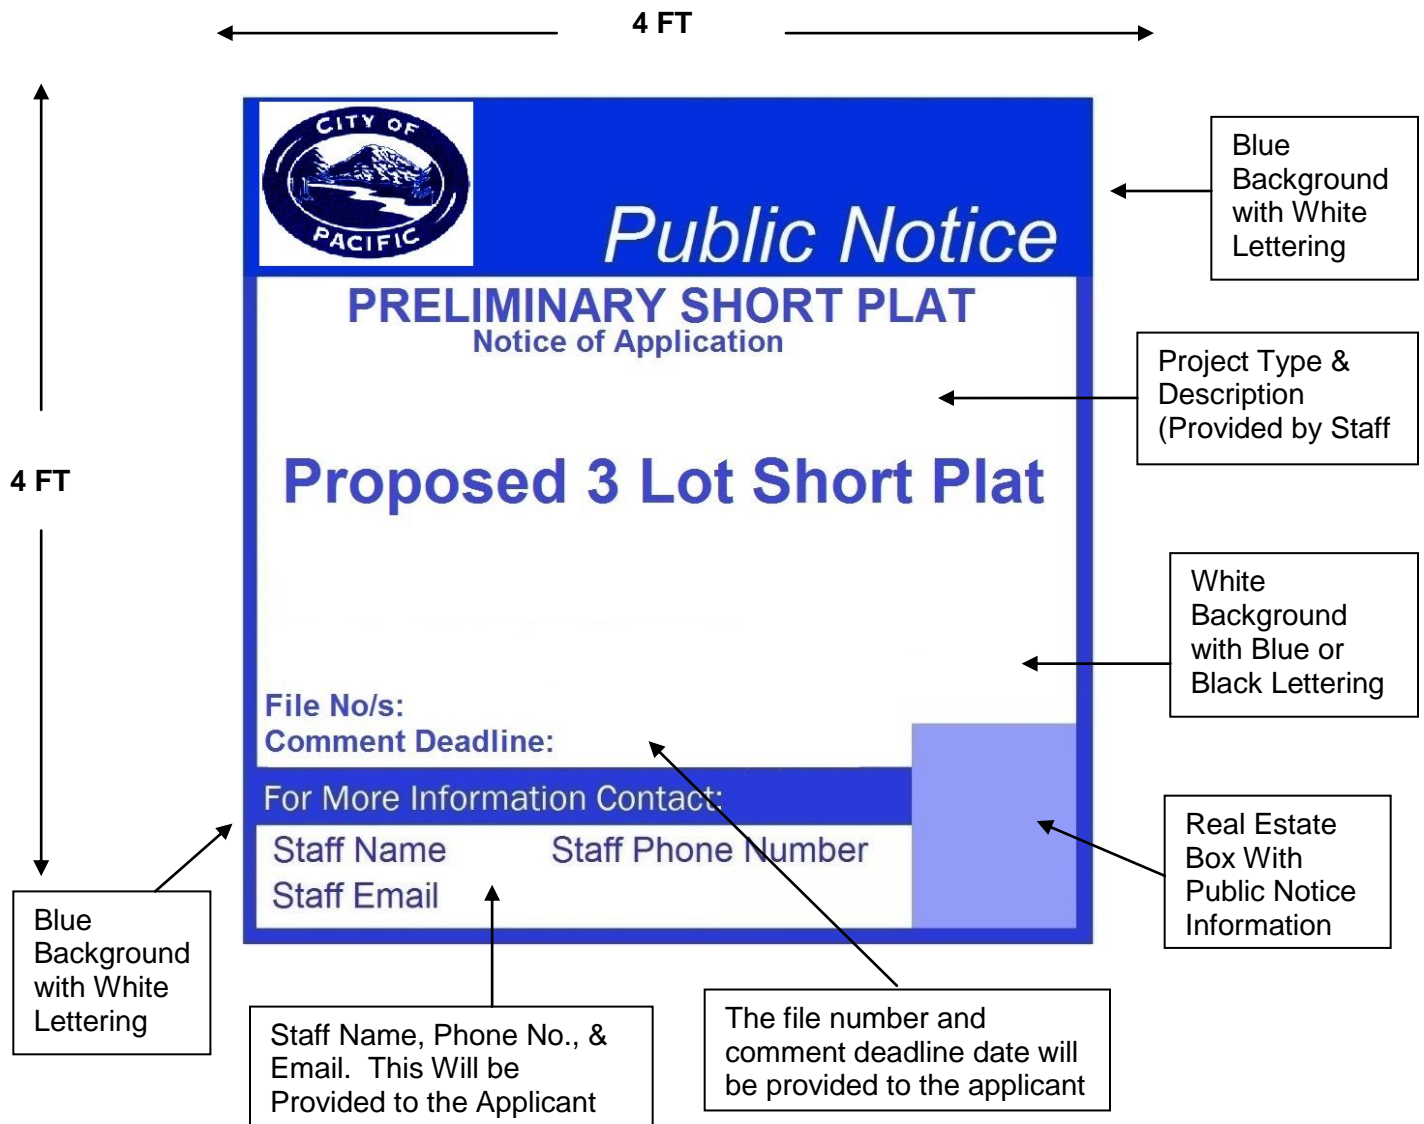 4 FT
CITY OF
PACIFIC
Public Notice
Blue
Background
with White
Lettering
PRELIMINARY SHORT PLAT
Notice of Application
Project Type &
Description
(Provided by Staff
4 FT
Proposed 3 Lot Short Plat
White
Background
with Blue or
Black Lettering
File No/s:
Comment Deadline:
For More Information Contact:
Staff Name Staff Phone Number
Staff Email
Real Estate
Box With
Public Notice
Information
Blue
Background
with White
Lettering
Staff Name, Phone No., &
Email.  This Will be
Provided to the Applicant
The file number and
comment deadline date will
be provided to the applicant